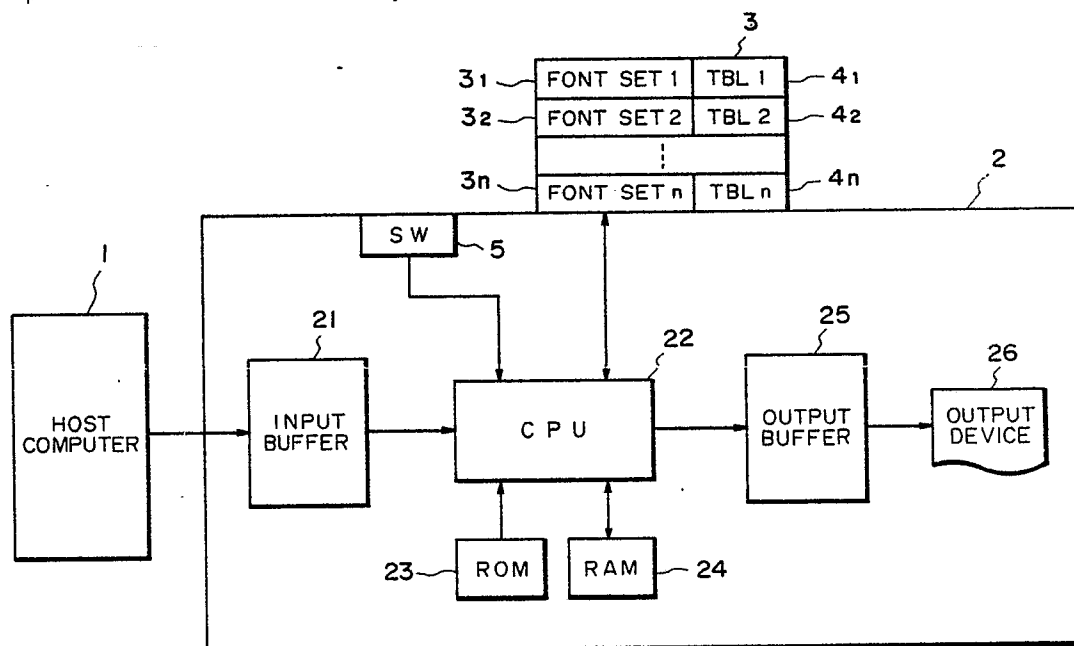 3
3₁ FONT SET 1 TBL 1 4₁
3₂ FONT SET 2 TBL 2 4₂
3n FONT SET n TBL n 4n
2
SW 5
1
HOST
COMPUTER
21
INPUT
BUFFER
22
CPU
25
OUTPUT
BUFFER
26
OUTPUT
DEVICE
23 ROM
RAM 24